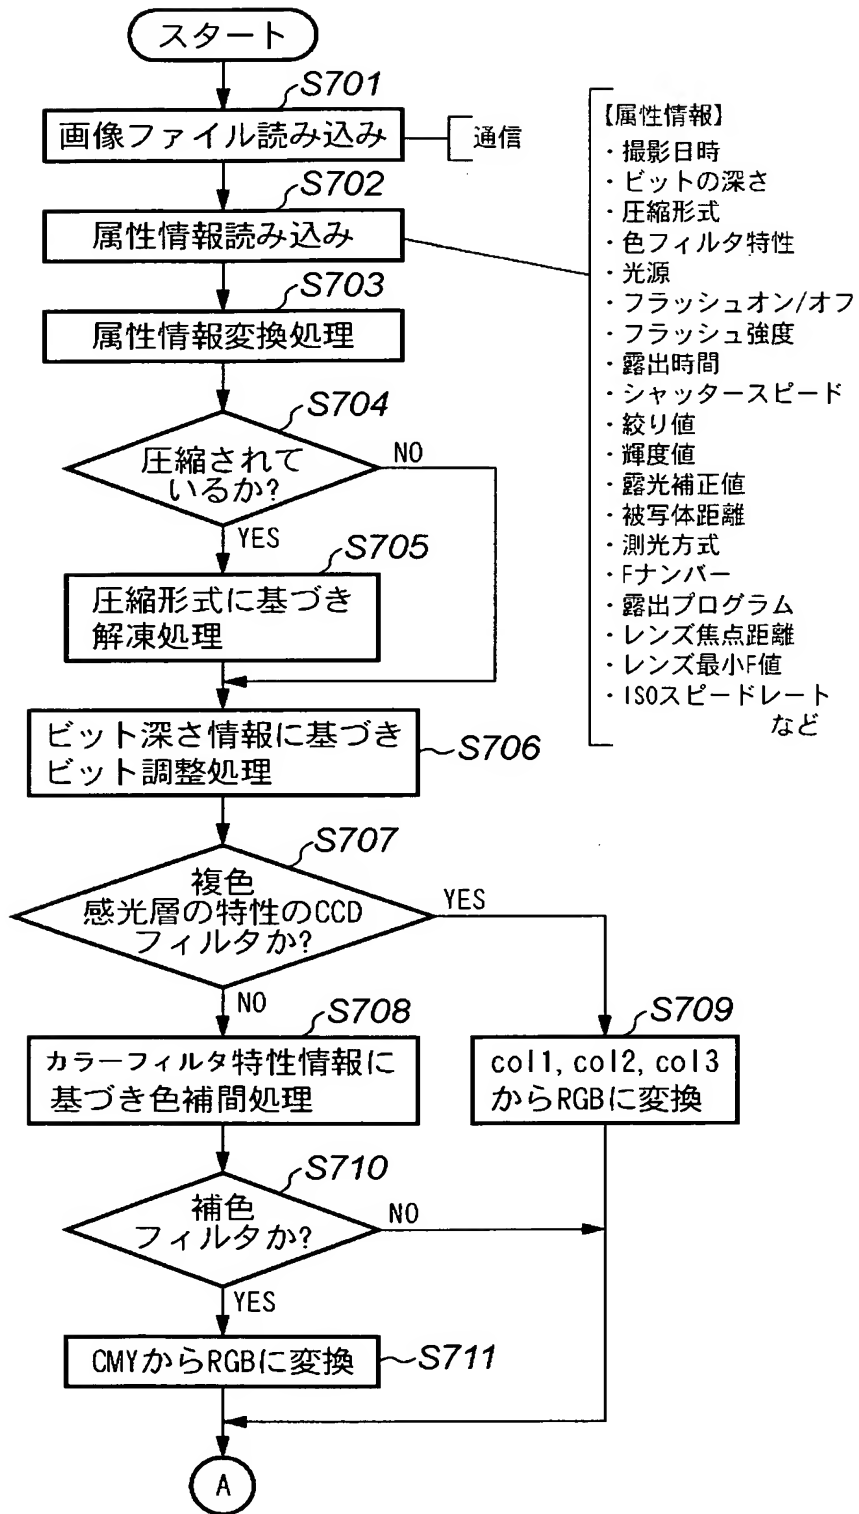 スタート
S701
画像ファイル読み込み
通信
S702
属性情報読み込み
S703
属性情報変換処理
S704
圧縮されて
いるか?
NO
YES
S705
圧縮形式に基づき
解凍処理
ビット深さ情報に基づき
ビット調整処理
S706
S707
複色
感光層の特性のCCD
フィルタか?
YES
NO
S708
カラーフィルタ特性情報に
基づき色補間処理
S709
col1, col2, col3
からRGBに変換
S710
補色
フィルタか?
NO
YES
CMYからRGBに変換
S711
A
【属性情報】
・撮影日時
・ビットの深さ
・圧縮形式
・色フィルタ特性
・光源
・フラッシュオン/オフ
・フラッシュ強度
・露出時間
・シャッタースピード
・絞り値
・輝度値
・露光補正値
・被写体距離
・測光方式
・Fナンバー
・露出プログラム
・レンズ焦点距離
・レンズ最小F値
・ISOスピードレート
など